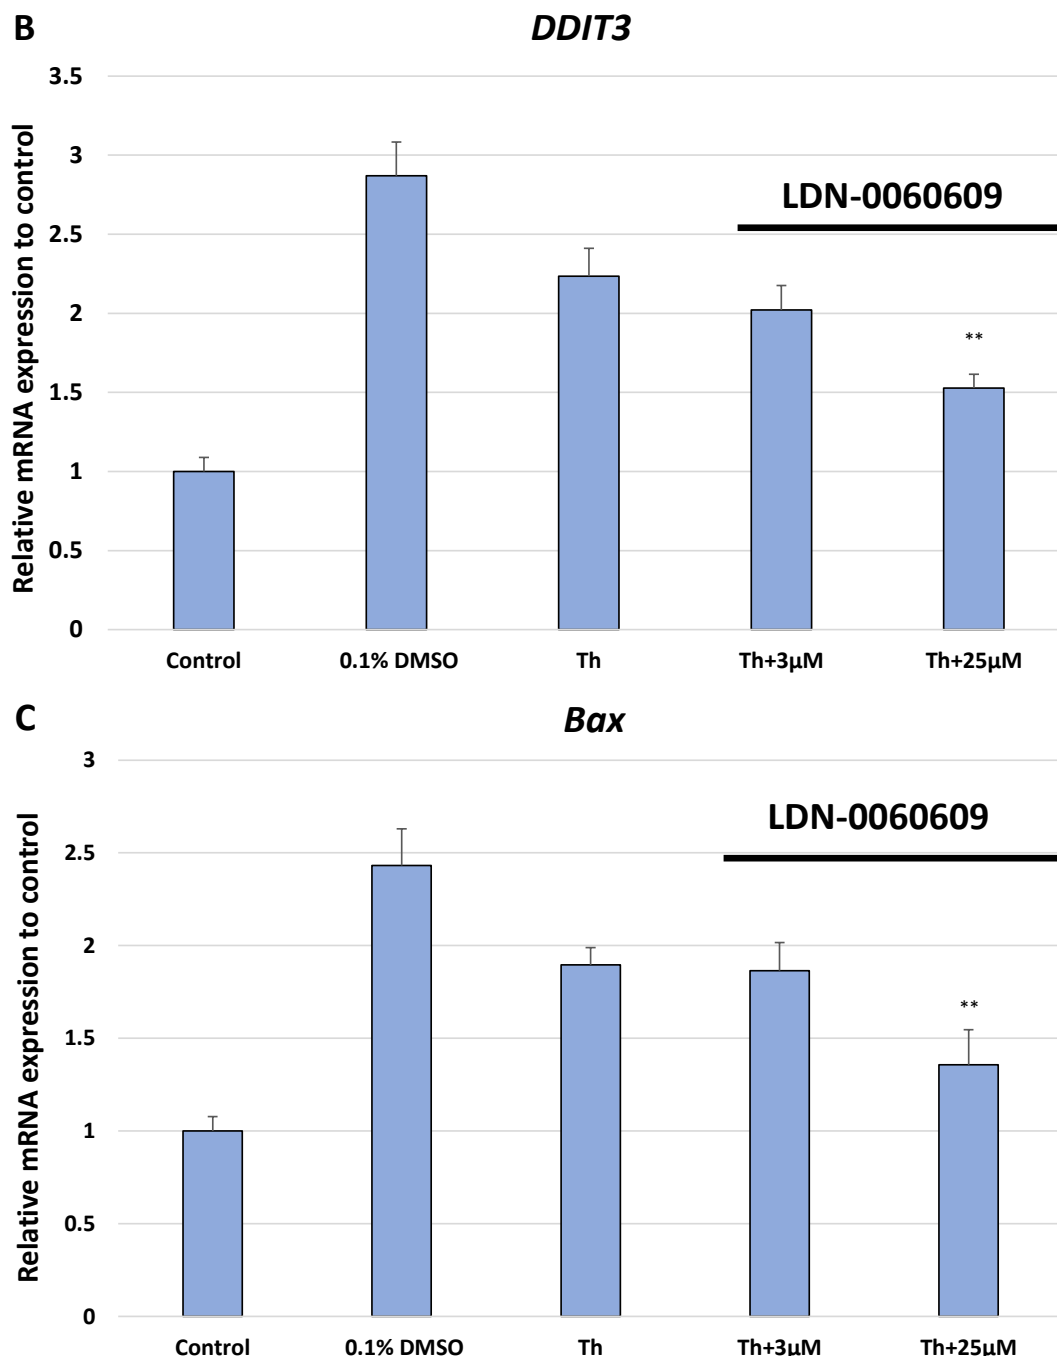 B
DDIT3
Relative mRNA expression to control
3.5
3
2.5
2
1.5
1
0.5
0
LDN-0060609
**
Control 0.1% DMSO Th Th+3µM Th+25µM
C
Bax
Relative mRNA expression to control
3
2.5
2
1.5
1
0.5
0
LDN-0060609
**
Control 0.1% DMSO Th Th+3µM Th+25µM